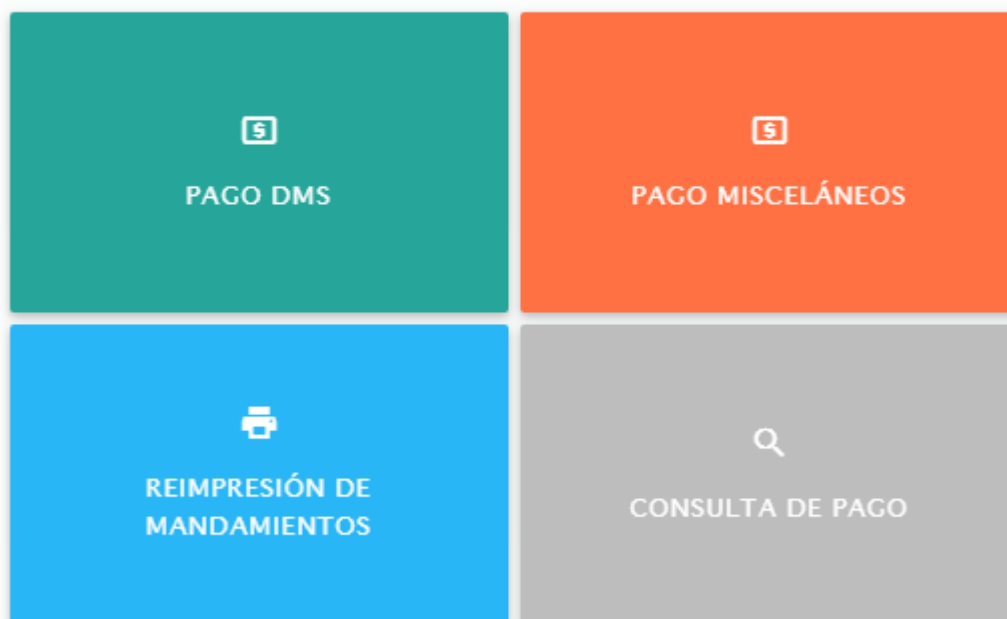 PAGO DMS
PAGO MISCELÁNEOS
REIMPRESIÓN DE
MANDAMIENTOS
CONSULTA DE PAGO